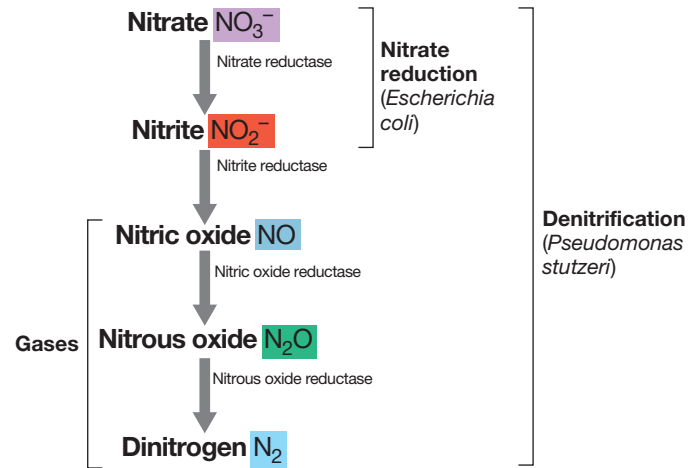 Nitrate NO₃⁻
Nitrate reductase
Nitrate
reduction
(Escherichia
coli)
Nitrite NO₂⁻
Nitrite reductase
Denitrification
(Pseudomonas
stutzeri)
Nitric oxide NO
Nitric oxide reductase
Gases
Nitrous oxide N₂O
Nitrous oxide reductase
Dinitrogen N₂